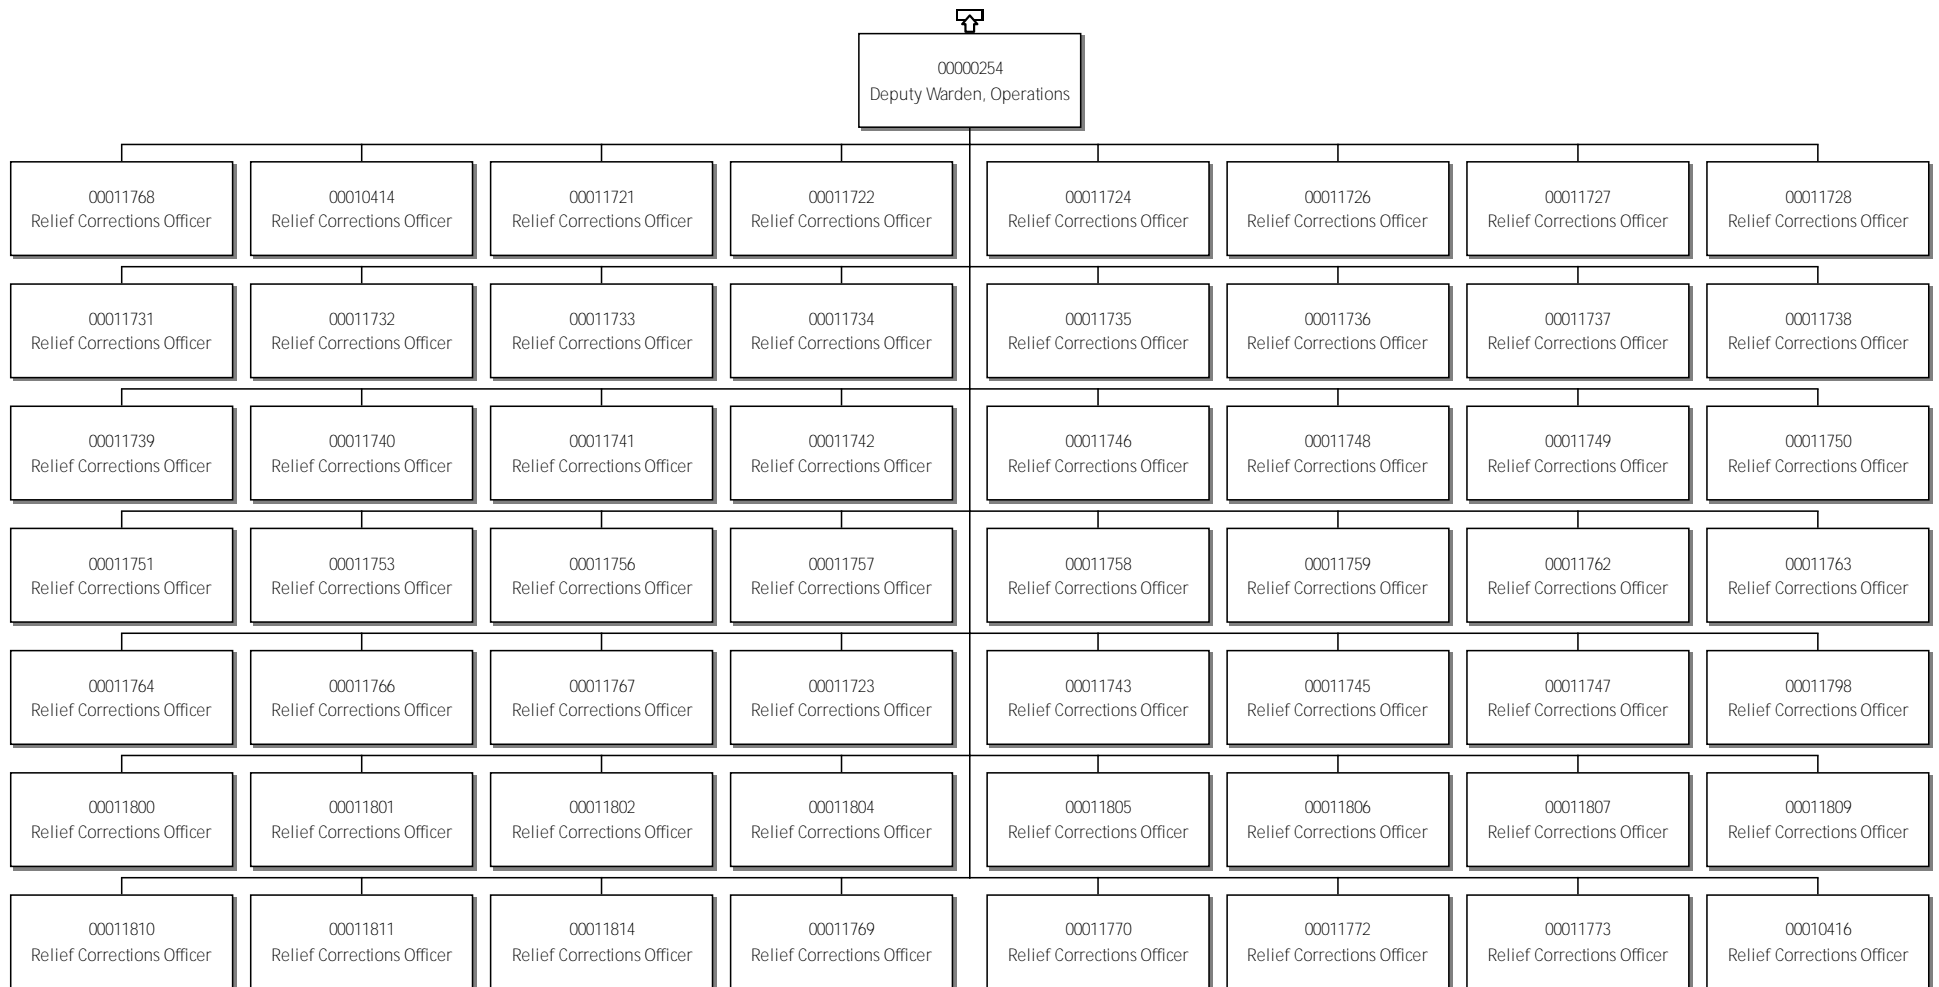 00000254
Deputy Warden, Operations
00011768
Relief Corrections Officer
00010414
Relief Corrections Officer
00011721
Relief Corrections Officer
00011722
Relief Corrections Officer
00011724
Relief Corrections Officer
00011726
Relief Corrections Officer
00011727
Relief Corrections Officer
00011728
Relief Corrections Officer
00011731
Relief Corrections Officer
00011732
Relief Corrections Officer
00011733
Relief Corrections Officer
00011734
Relief Corrections Officer
00011735
Relief Corrections Officer
00011736
Relief Corrections Officer
00011737
Relief Corrections Officer
00011738
Relief Corrections Officer
00011739
Relief Corrections Officer
00011740
Relief Corrections Officer
00011741
Relief Corrections Officer
00011742
Relief Corrections Officer
00011746
Relief Corrections Officer
00011748
Relief Corrections Officer
00011749
Relief Corrections Officer
00011750
Relief Corrections Officer
00011751
Relief Corrections Officer
00011753
Relief Corrections Officer
00011756
Relief Corrections Officer
00011757
Relief Corrections Officer
00011758
Relief Corrections Officer
00011759
Relief Corrections Officer
00011762
Relief Corrections Officer
00011763
Relief Corrections Officer
00011764
Relief Corrections Officer
00011766
Relief Corrections Officer
00011767
Relief Corrections Officer
00011723
Relief Corrections Officer
00011743
Relief Corrections Officer
00011745
Relief Corrections Officer
00011747
Relief Corrections Officer
00011798
Relief Corrections Officer
00011800
Relief Corrections Officer
00011801
Relief Corrections Officer
00011802
Relief Corrections Officer
00011804
Relief Corrections Officer
00011805
Relief Corrections Officer
00011806
Relief Corrections Officer
00011807
Relief Corrections Officer
00011809
Relief Corrections Officer
00011810
Relief Corrections Officer
00011811
Relief Corrections Officer
00011814
Relief Corrections Officer
00011769
Relief Corrections Officer
00011770
Relief Corrections Officer
00011772
Relief Corrections Officer
00011773
Relief Corrections Officer
00010416
Relief Corrections Officer